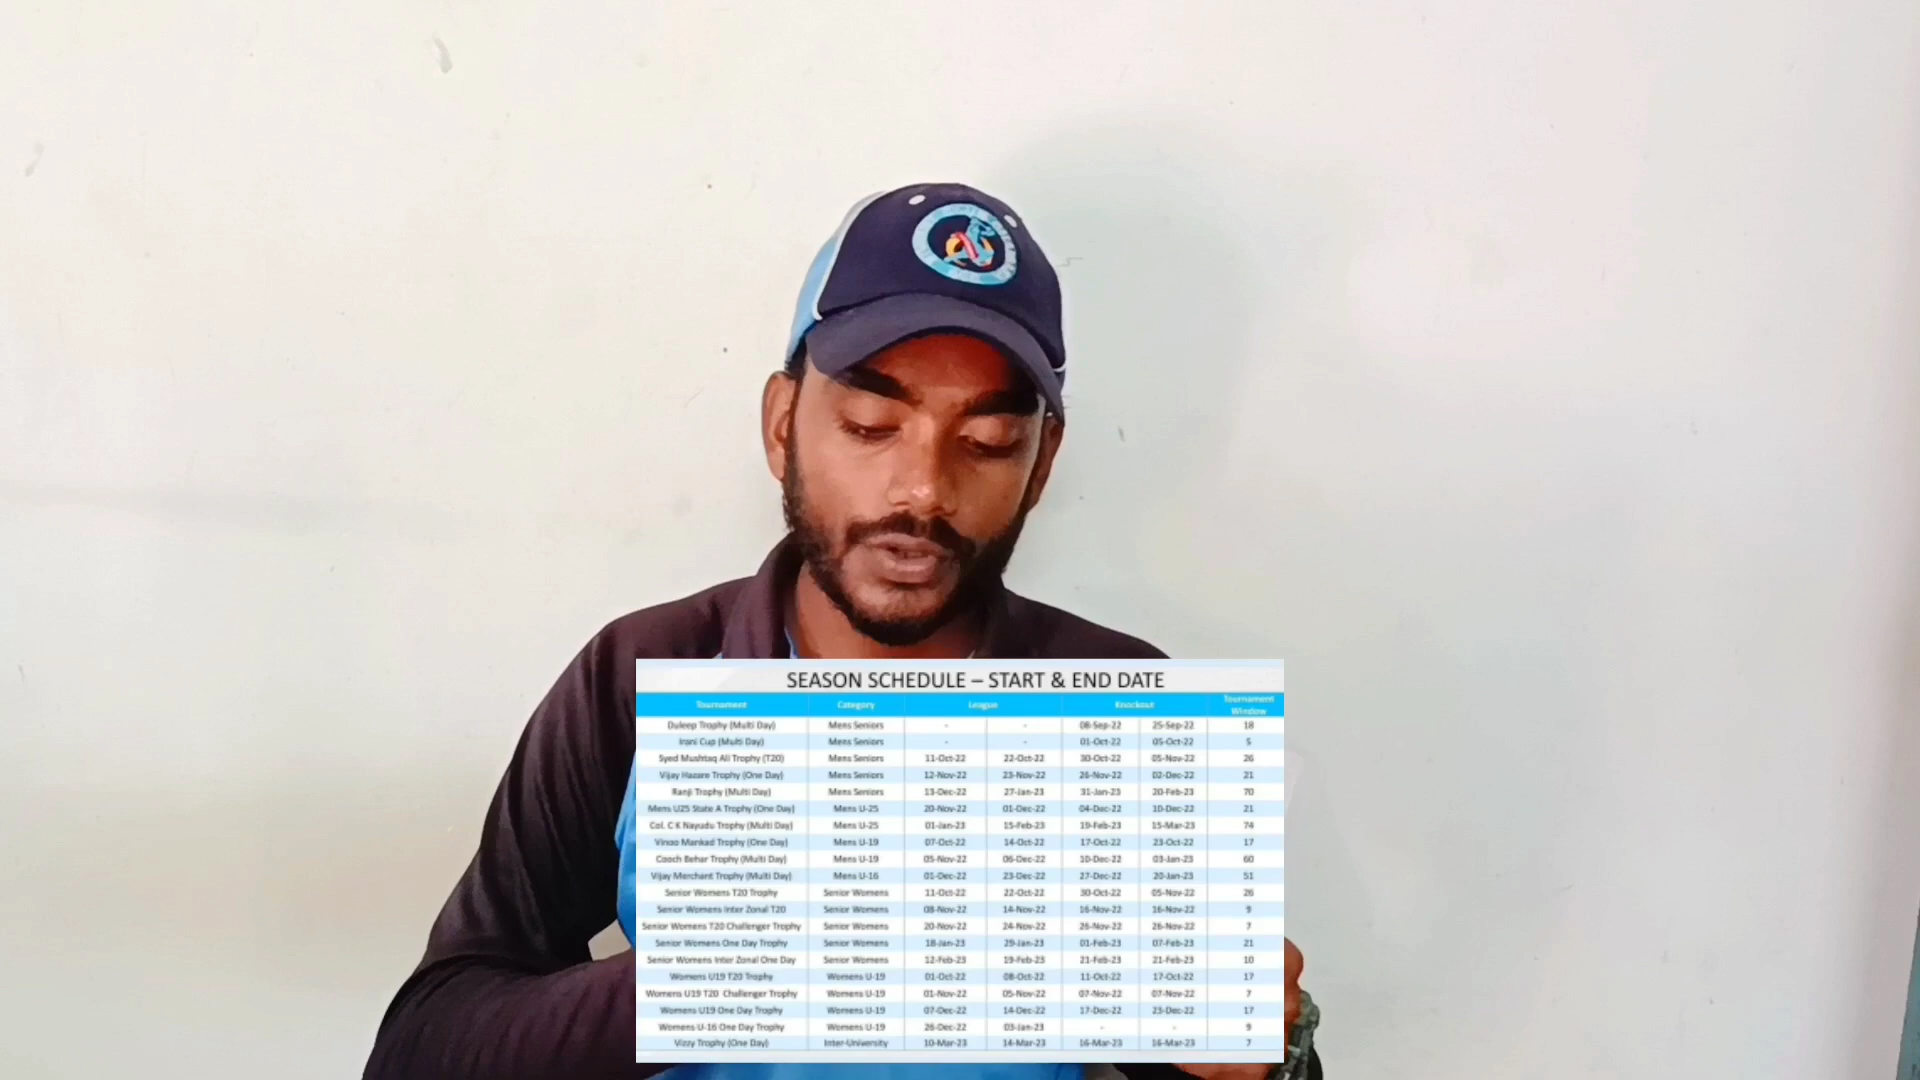 SEASON SCHEDULE – START & END DATE
Tournament Category League Knockout Tournament Window
Duleep Trophy (Multi Day) Mens Seniors - - 08-Sep-22 25-Sep-22 18
Irani Cup (Multi Day) Mens Seniors - - 01-Oct-22 05-Oct-22 5
Syed Mushtaq Ali Trophy (T20) Mens Seniors 11-Oct-22 22-Oct-22 30-Oct-22 05-Nov-22 26
Vijay Hazare Trophy (One Day) Mens Seniors 12-Nov-22 23-Nov-22 26-Nov-22 02-Dec-22 21
Ranji Trophy (Multi Day) Mens Seniors 13-Dec-22 27-Jan-23 31-Jan-23 20-Feb-23 70
Mens U25 State A Trophy (One Day) Mens U-25 20-Nov-22 01-Dec-22 04-Dec-22 10-Dec-22 21
Col. C K Nayudu Trophy (Multi Day) Mens U-25 01-Jan-23 15-Feb-23 19-Feb-23 15-Mar-23 74
Vinoo Mankad Trophy (One Day) Mens U-19 07-Oct-22 14-Oct-22 17-Oct-22 23-Oct-22 17
Cooch Behar Trophy (Multi Day) Mens U-19 05-Nov-22 06-Dec-22 10-Dec-22 03-Jan-23 60
Vijay Merchant Trophy (Multi Day) Mens U-16 01-Dec-22 23-Dec-22 27-Dec-22 20-Jan-23 51
Senior Womens T20 Trophy Senior Womens 11-Oct-22 22-Oct-22 30-Oct-22 05-Nov-22 26
Senior Womens Inter Zonal T20 Senior Womens 08-Nov-22 14-Nov-22 16-Nov-22 16-Nov-22 9
Senior Womens T20 Challenger Trophy Senior Womens 20-Nov-22 24-Nov-22 26-Nov-22 26-Nov-22 7
Senior Womens One Day Trophy Senior Womens 18-Jan-23 29-Jan-23 01-Feb-23 07-Feb-23 21
Senior Womens Inter Zonal One Day Senior Womens 12-Feb-23 19-Feb-23 21-Feb-23 21-Feb-23 10
Womens U19 T20 Trophy Womens U-19 01-Oct-22 08-Oct-22 11-Oct-22 17-Oct-22 17
Womens U19 T20 Challenger Trophy Womens U-19 01-Nov-22 05-Nov-22 07-Nov-22 07-Nov-22 7
Womens U19 One Day Trophy Womens U-19 07-Dec-22 14-Dec-22 17-Dec-22 23-Dec-22 17
Womens U-16 One Day Trophy Womens U-19 26-Dec-22 03-Jan-23 - - 9
Vizzy Trophy (One Day) Inter-University 10-Mar-23 14-Mar-23 16-Mar-23 16-Mar-23 7